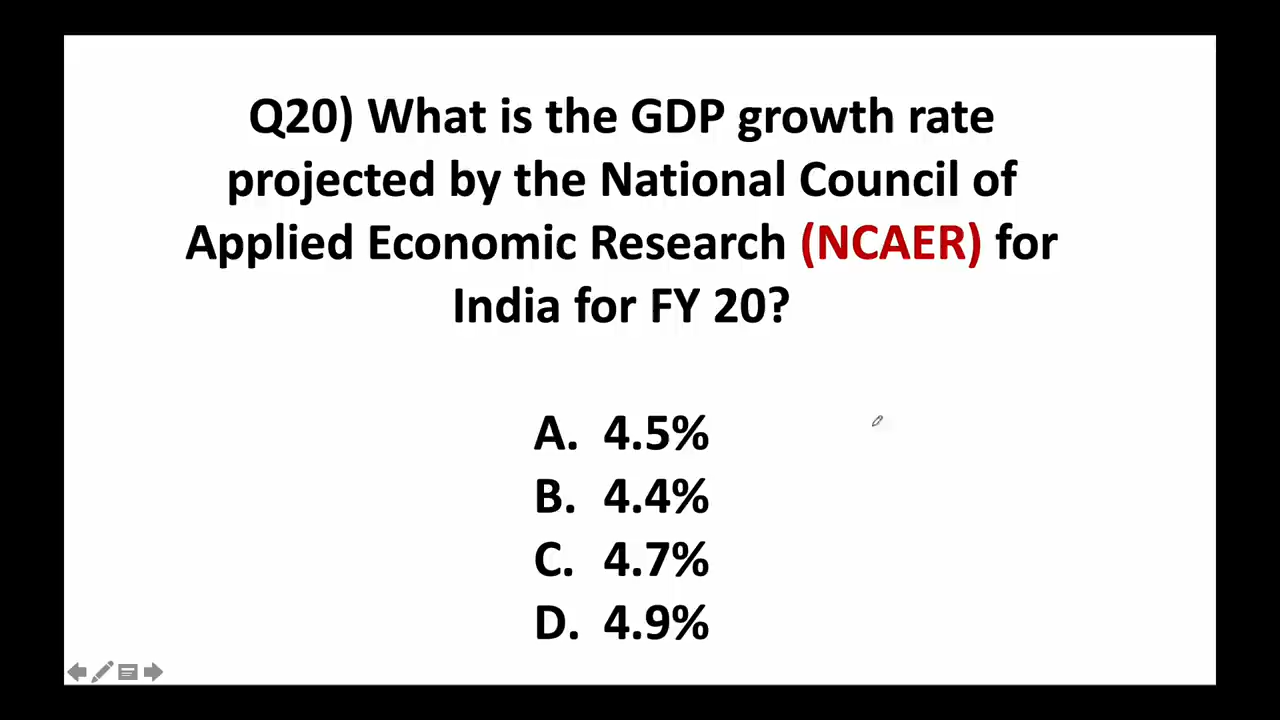 Q20) What is the GDP growth rate
projected by the National Council of
Applied Economic Research (NCAER) for
India for FY 20?
A. 4.5%
B. 4.4%
C. 4.7%
D. 4.9%